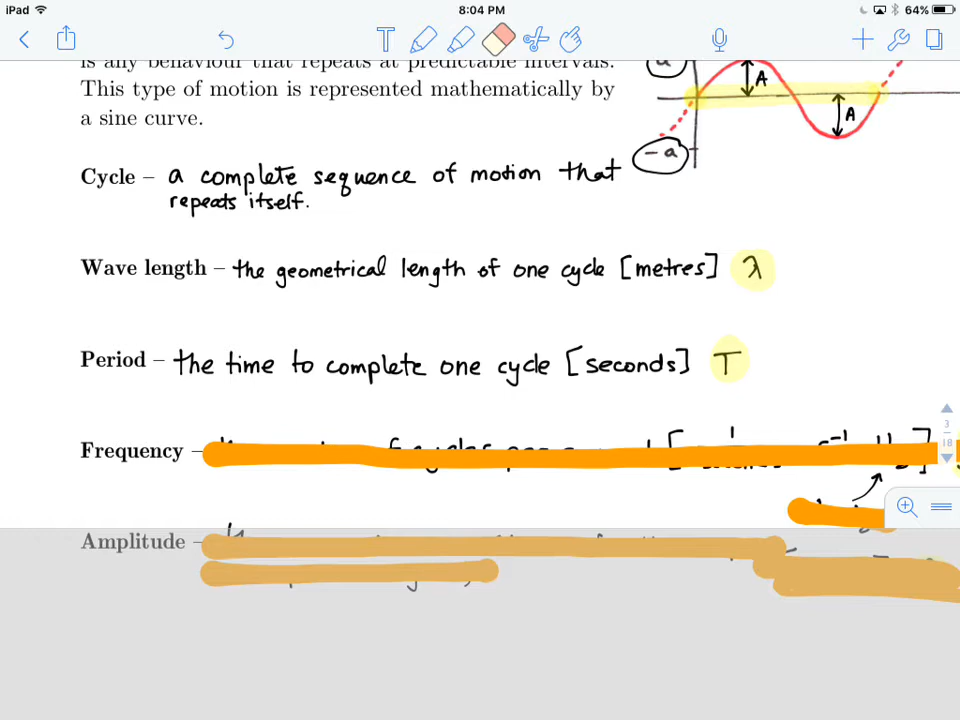 iPad 8:04 PM 64%
T
is any behaviour that repeats at predictable intervals.
This type of motion is represented mathematically by
a sine curve.
a
A
A
-a
Cycle – a complete sequence of motion that
repeats itself.
Wave length – the geometrical length of one cycle [metres] λ
Period – the time to complete one cycle [seconds] T
Frequency –
3
18
Amplitude –